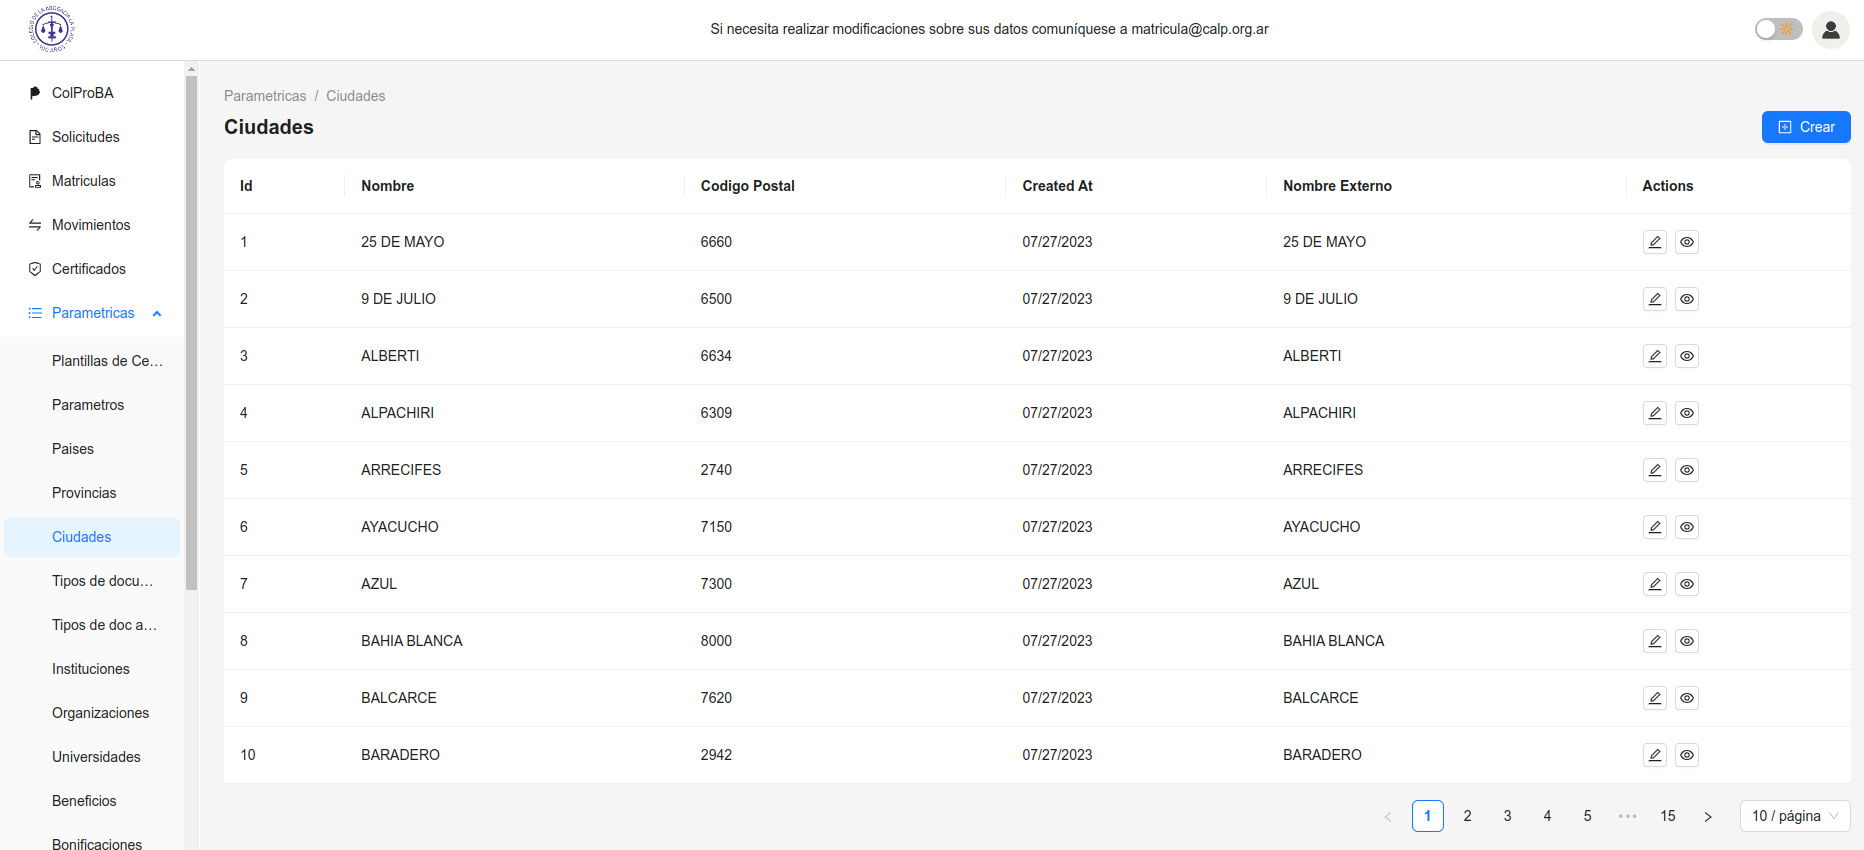 Si necesita realizar modificaciones sobre sus datos comuníquese a matricula@calp.org.ar
ColProBA
Solicitudes
Matriculas
Movimientos
Certificados
Parametricas
Plantillas de Ce...
Parametros
Paises
Provincias
Ciudades
Tipos de docu...
Tipos de doc a...
Instituciones
Organizaciones
Universidades
Beneficios
Bonificaciones
Parametricas / Ciudades
Ciudades
Crear
Id Nombre Codigo Postal Created At Nombre Externo Actions
1 25 DE MAYO 6660 07/27/2023 25 DE MAYO
2 9 DE JULIO 6500 07/27/2023 9 DE JULIO
3 ALBERTI 6634 07/27/2023 ALBERTI
4 ALPACHIRI 6309 07/27/2023 ALPACHIRI
5 ARRECIFES 2740 07/27/2023 ARRECIFES
6 AYACUCHO 7150 07/27/2023 AYACUCHO
7 AZUL 7300 07/27/2023 AZUL
8 BAHIA BLANCA 8000 07/27/2023 BAHIA BLANCA
9 BALCARCE 7620 07/27/2023 BALCARCE
10 BARADERO 2942 07/27/2023 BARADERO
1 2 3 4 5 ••• 15 10 / página